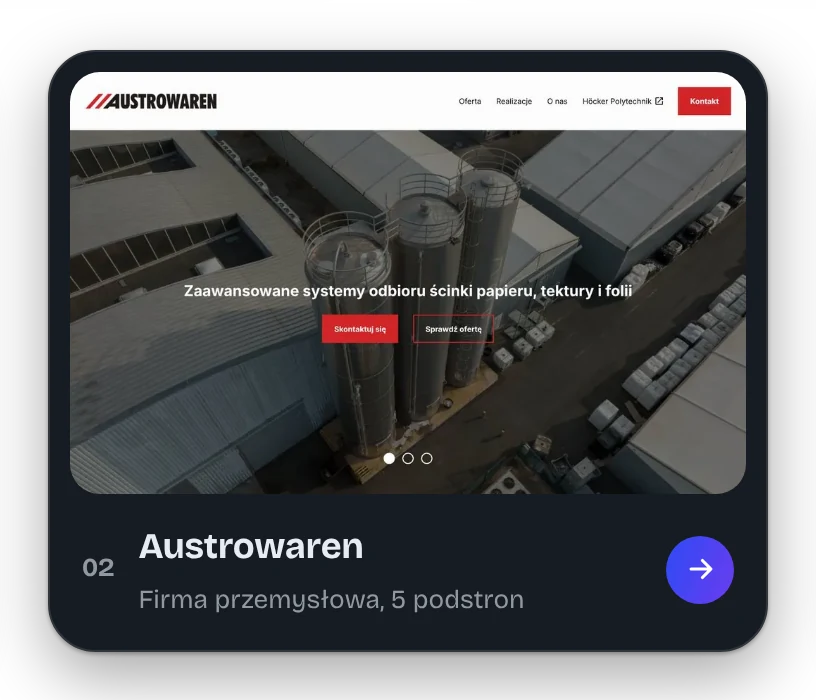 AUSTROWAREN
Oferta Realizacje O nas Höcker Polytechnik Kontakt
Zaawansowane systemy odbioru ścinki papieru, tektury i folii
Skontaktuj się Sprawdź ofertę
02
Austrowaren
Firma przemysłowa, 5 podstron